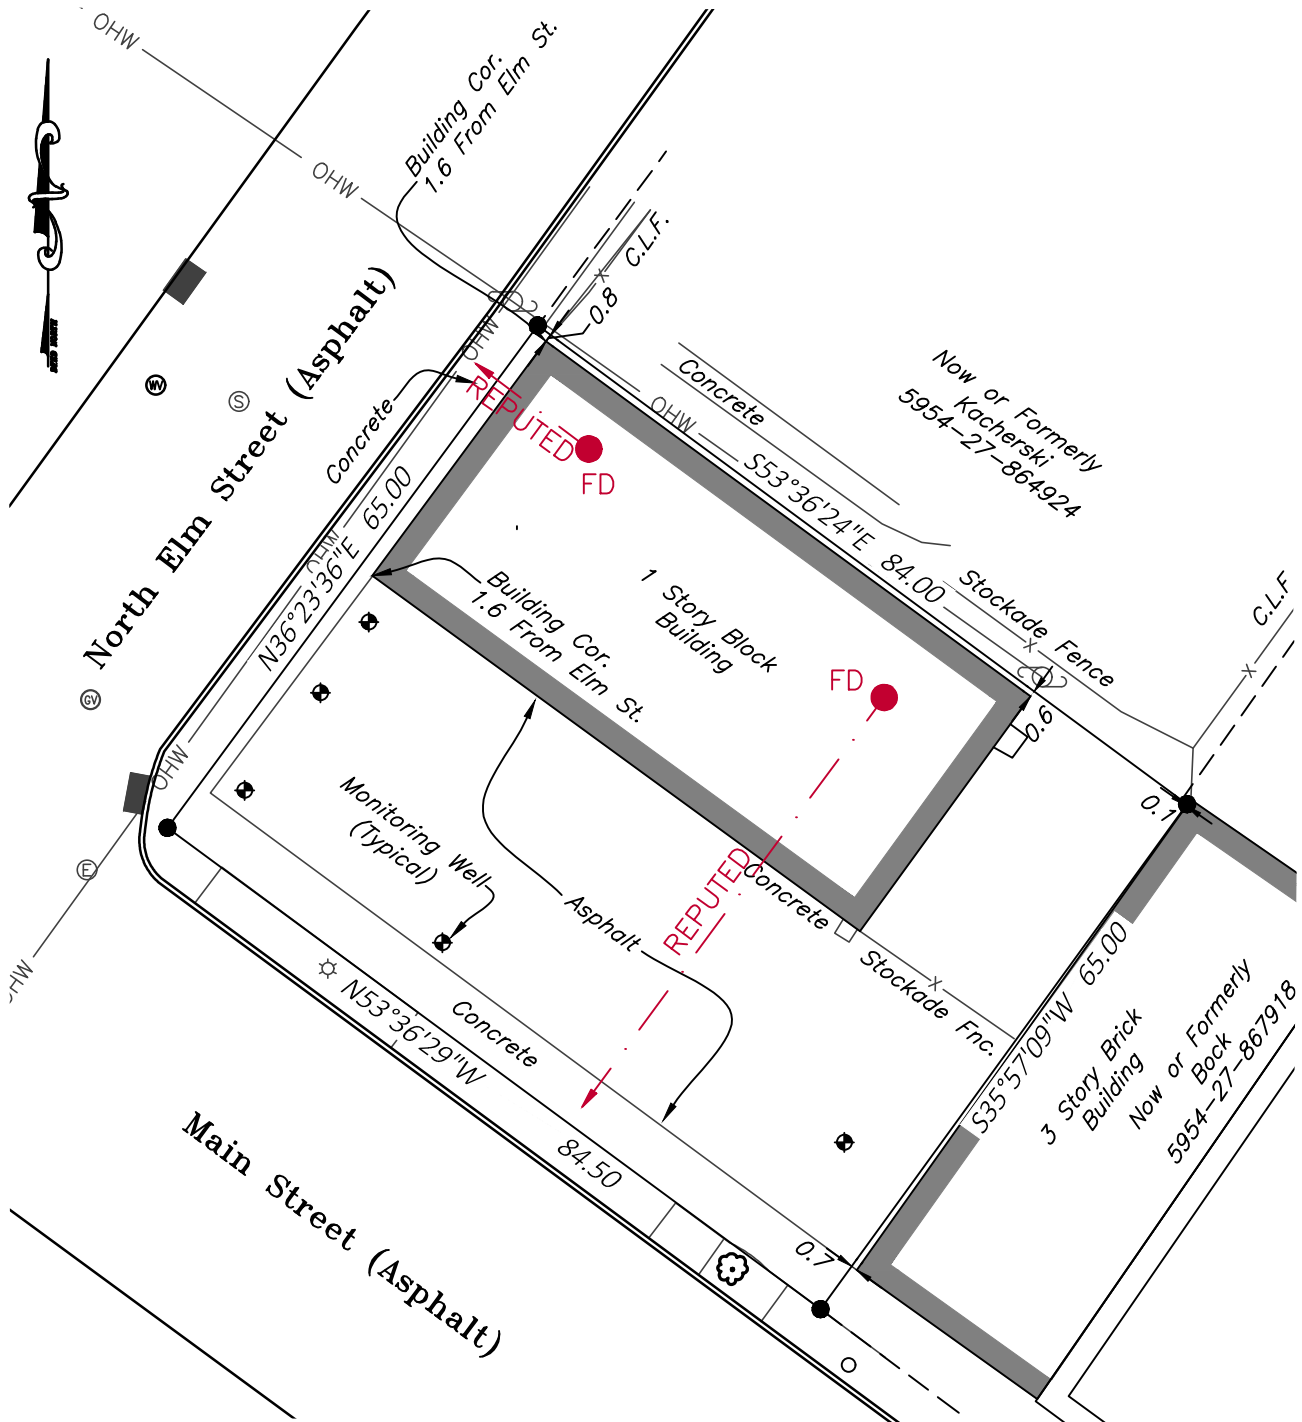 OHW
Building Cor.
1.6 From Elm St.
OHW
C.L.F.
0.8
OHW
North Elm Street (Asphalt)
WV
S
Concrete
REPUTED
FD
Concrete
OHW
Now or Formerly
Kacherski
5954-27-864924
S53°36'24"E 84.00
N36°23'36"E 65.00
OHW
Building Cor.
1.6 From Elm St.
1 Story Block
Building
Stockade Fence
C.L.F
FD
0.6
GV
OHW
Monitoring Well
(Typical)
0.1
REPUTED
Concrete
Asphalt
E
OHW
Stockade Fnc.
S35°57'09"W 65.00
3 Story Brick
Building
Now or Formerly
Bock
5954-27-867918
N53°36'29"W
84.50
Concrete
Main Street (Asphalt)
0.7